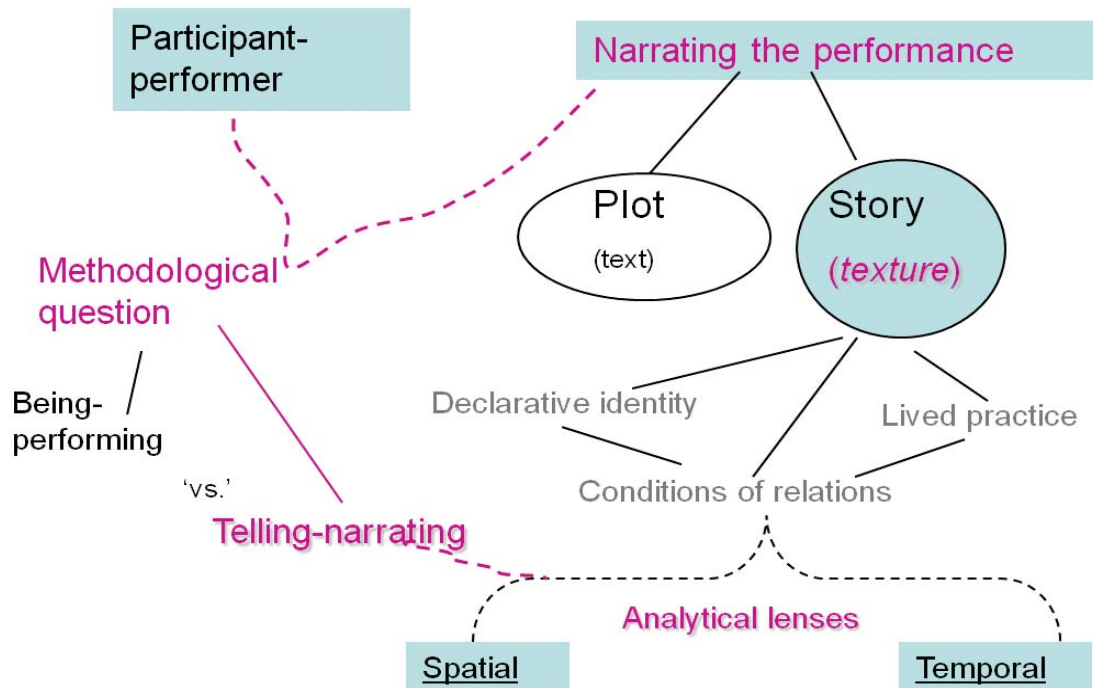 Participant-
performer
Narrating the performance
Plot
(text)
Story
(texture)
Methodological
question
Being-
performing
‘vs.’
Telling-narrating
Declarative identity
Lived practice
Conditions of relations
Analytical lenses
Spatial
Temporal